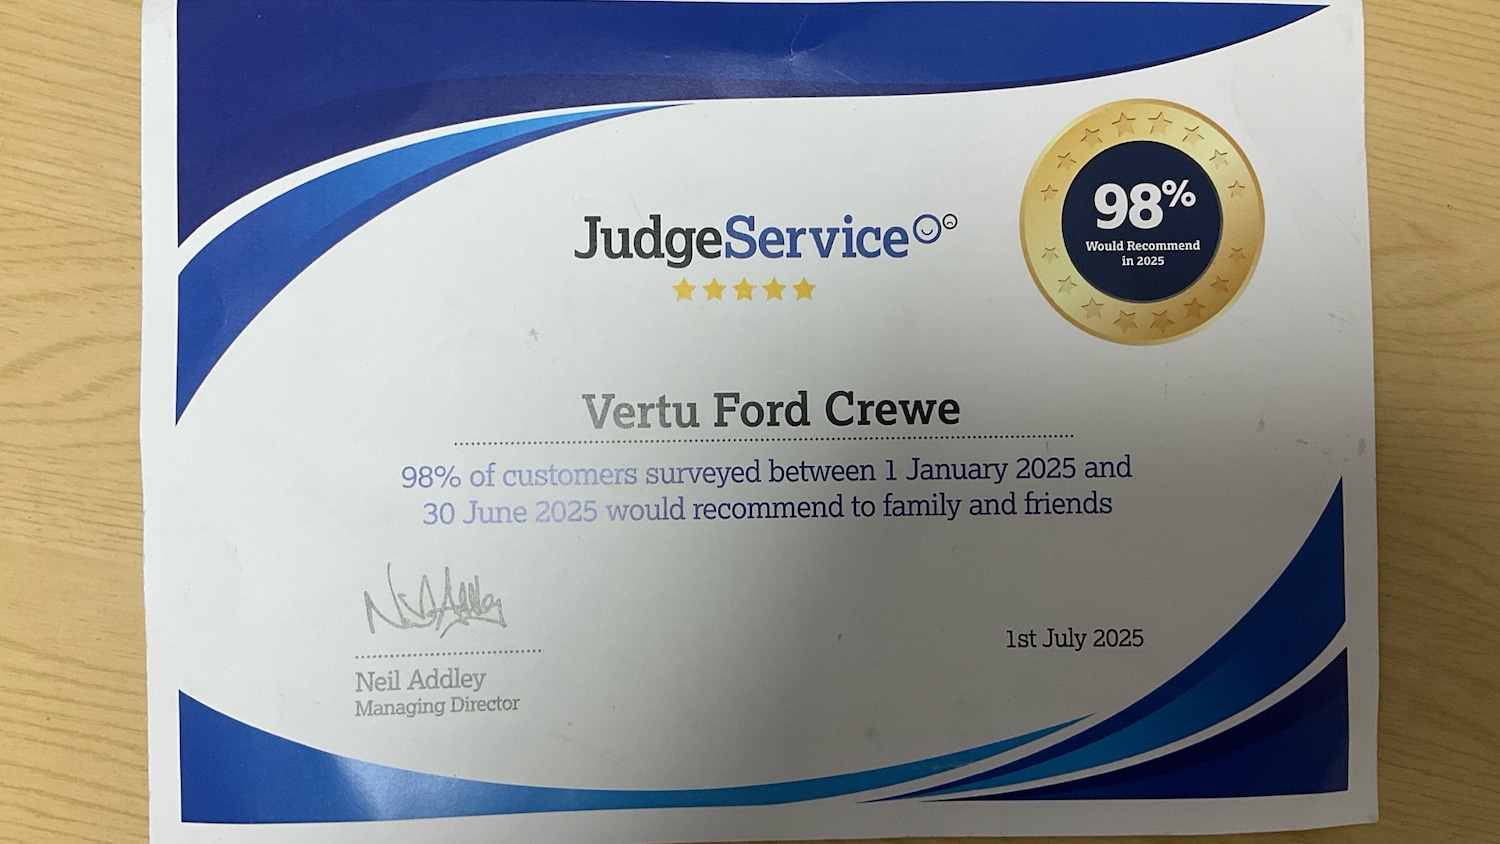 JudgeService
98%
Would Recommend
in 2025
Vertu Ford Crewe
98% of customers surveyed between 1 January 2025 and
30 June 2025 would recommend to family and friends
1st July 2025
Neil Addley
Managing Director